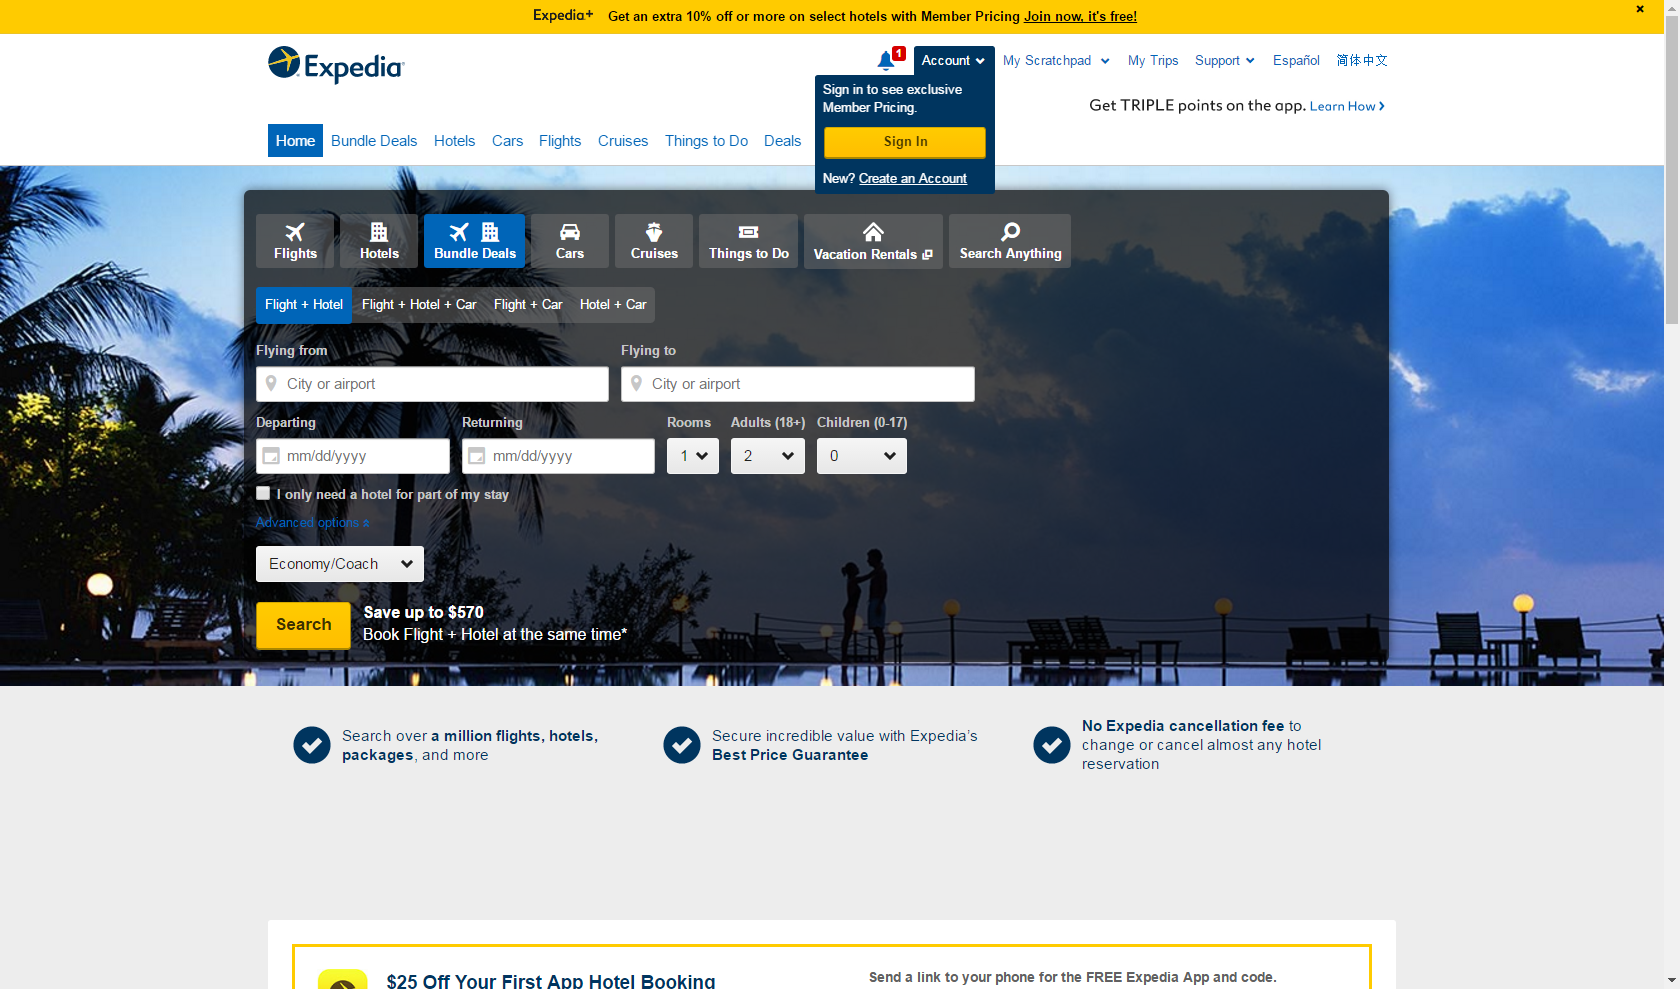 Expedia+ Get an extra 10% off or more on select hotels with Member Pricing Join now, it's free!
Expedia
1
Account
My Scratchpad
My Trips
Support
Español
简体中文
Sign in to see exclusive
Member Pricing.
Sign In
New? Create an Account
Get TRIPLE points on the app. Learn How
Home
Bundle Deals
Hotels
Cars
Flights
Cruises
Things to Do
Deals
Flights
Hotels
Bundle Deals
Cars
Cruises
Things to Do
Vacation Rentals
Search Anything
Flight + Hotel
Flight + Hotel + Car
Flight + Car
Hotel + Car
Flying from
Flying to
City or airport
City or airport
Departing
Returning
Rooms
Adults (18+)
Children (0-17)
mm/dd/yyyy
mm/dd/yyyy
1
2
0
I only need a hotel for part of my stay
Advanced options
Economy/Coach
Search
Save up to $570
Book Flight + Hotel at the same time*
Search over a million flights, hotels,
packages, and more
Secure incredible value with Expedia's
Best Price Guarantee
No Expedia cancellation fee to
change or cancel almost any hotel
reservation
$25 Off Your First App Hotel Booking
Send a link to your phone for the FREE Expedia App and code.